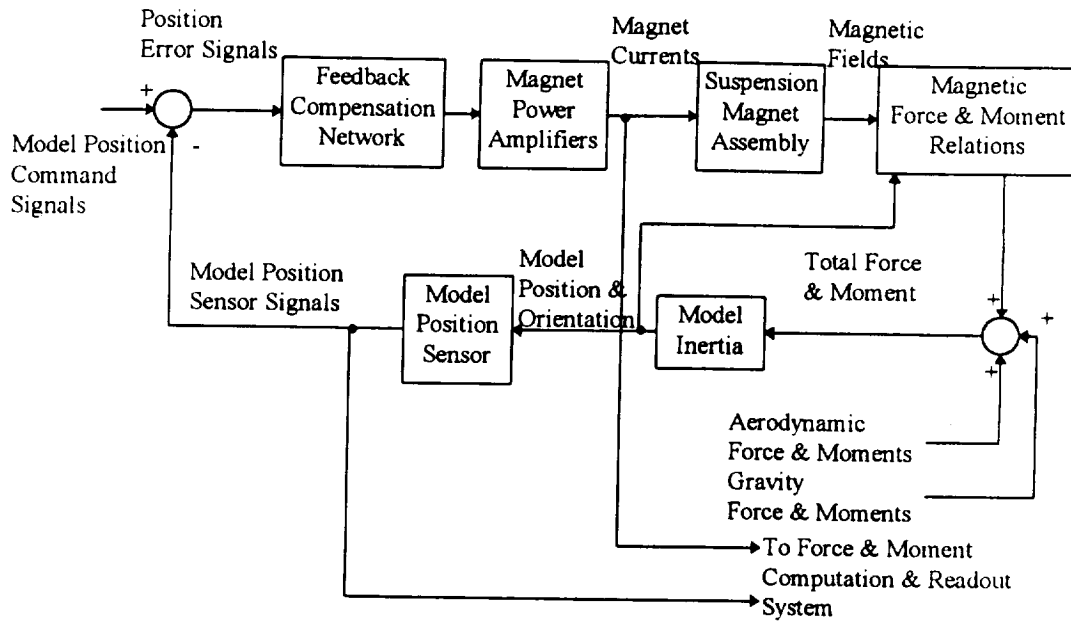 Position
Error Signals
Magnet
Currents
Magnetic
Fields
+
Feedback
Compensation
Network
Magnet
Power
Amplifiers
Suspension
Magnet
Assembly
Magnetic
Force & Moment
Relations
-
Model Position
Command
Signals
Model Position
Sensor Signals
Model
Position &
Orientation
Total Force
& Moment
Model
Position
Sensor
Model
Inertia
+
+
+
Aerodynamic
Force & Moments
Gravity
Force & Moments
To Force & Moment
Computation & Readout
System